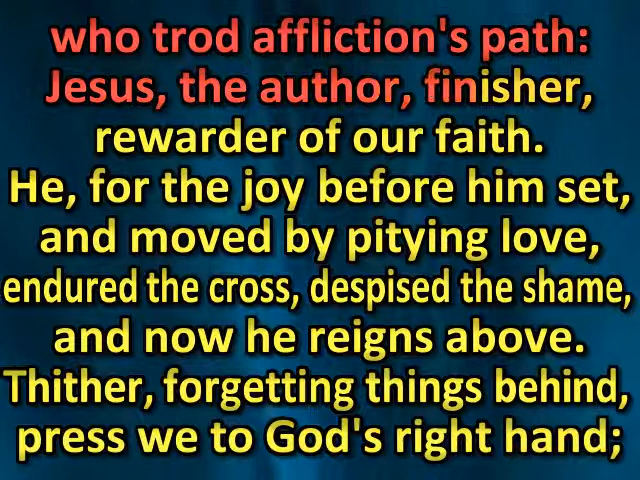 who trod affliction's path:
Jesus, the author, finisher,
rewarder of our faith.
He, for the joy before him set,
and moved by pitying love,
endured the cross, despised the shame,
and now he reigns above.
Thither, forgetting things behind,
press we to God's right hand;